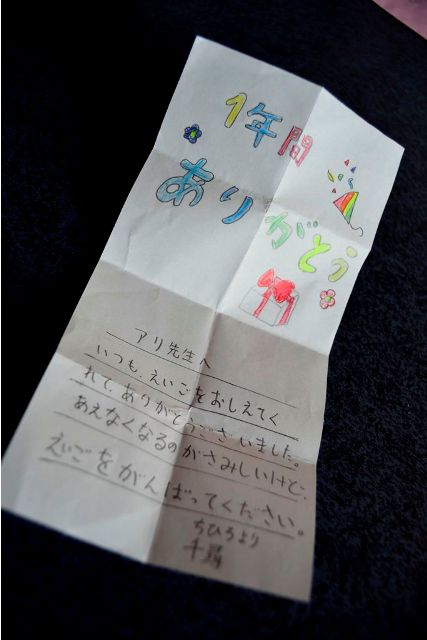 1年間
ありがとう
アリ先生へ
いつも、えいごをおしえてく
れて、ありがとうございました。
あえなくなるのがさみしいけど、
えいごをがんばってください。
ちひろより
千尋